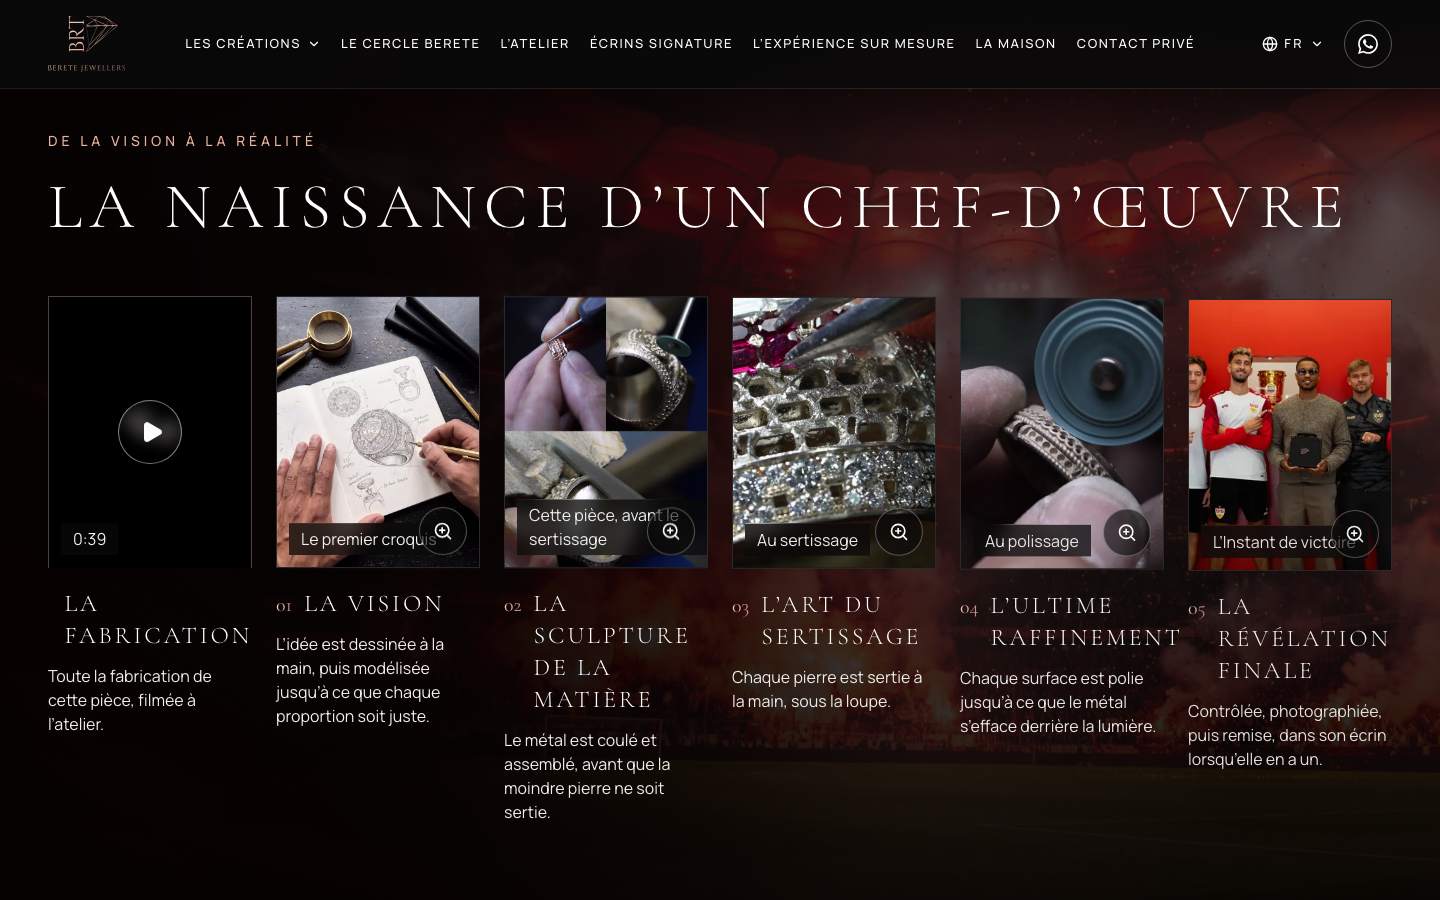 BRT
BERETE JEWELLERS
LES CRÉATIONS
LE CERCLE BERETE
L’ATELIER
ÉCRINS SIGNATURE
L’EXPÉRIENCE SUR MESURE
LA MAISON
CONTACT PRIVÉ
FR
DE LA VISION À LA RÉALITÉ
LA NAISSANCE D’UN CHEF-D’ŒUVRE
0:39
LA
FABRICATION
Toute la fabrication de
cette pièce, filmée à
l’atelier.
Le premier croquis
01 LA VISION
L’idée est dessinée à la
main, puis modélisée
jusqu’à ce que chaque
proportion soit juste.
Cette pièce, avant le
sertissage
02 LA
SCULPTURE
DE LA
MATIÈRE
Le métal est coulé et
assemblé, avant que la
moindre pierre ne soit
sertie.
Au sertissage
03 L’ART DU
SERTISSAGE
Chaque pierre est sertie à
la main, sous la loupe.
Au polissage
04 L’ULTIME
RAFFINEMENT
Chaque surface est polie
jusqu’à ce que le métal
s’efface derrière la lumière.
L’Instant de victoire
05 LA
RÉVÉLATION
FINALE
Contrôlée, photographiée,
puis remise, dans son écrin
lorsqu’elle en a un.